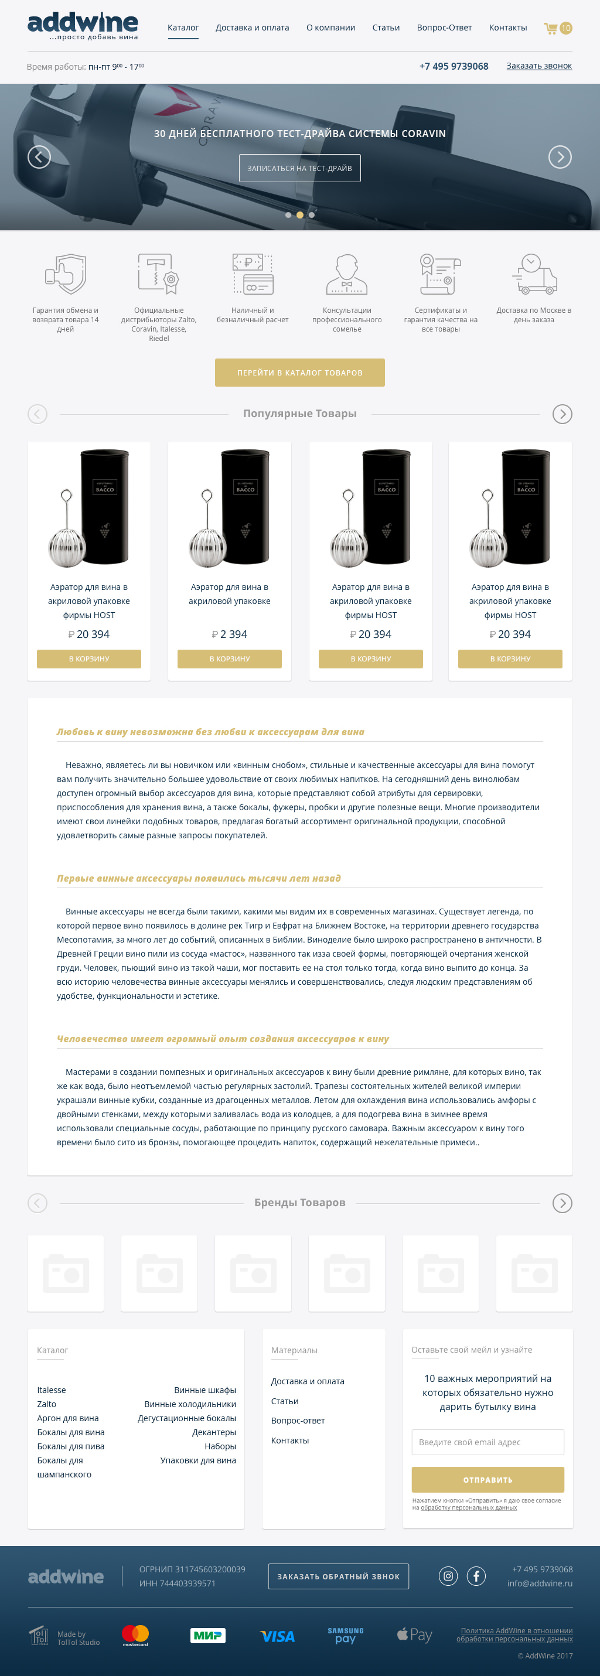 addwine
...просто добавь вина
Каталог
Доставка и оплата
О компании
Статьи
Вопрос-Ответ
Контакты
10
Время работы: пн-пт 9⁰⁰ - 17⁰⁰
+7 495 9739068
Заказать звонок
CORAVIN
30 ДНЕЙ БЕСПЛАТНОГО ТЕСТ-ДРАЙВА СИСТЕМЫ CORAVIN
ЗАПИСАТЬСЯ НА ТЕСТ-ДРАЙВ
Гарантия обмена и
возврата товара 14
дней
Официальные
дистрибьюторы Zalto,
Coravin, Italesse,
Riedel
Наличный и
безналичный расчет
Консультации
профессионального
сомелье
Сертификаты и
гарантия качества на
все товары
Доставка по Москве в
день заказа
ПЕРЕЙТИ В КАТАЛОГ ТОВАРОВ
Популярные Товары
BACCO
BACCO
BACCO
BACCO
Аэратор для вина в
акриловой упаковке
фирмы HOST
₽ 20 394
В КОРЗИНУ
Аэратор для вина в
акриловой упаковке
₽ 2 394
В КОРЗИНУ
Аэратор для вина в
акриловой упаковке
фирмы HOST
₽ 20 394
В КОРЗИНУ
Аэратор для вина в
акриловой упаковке
фирмы HOST
₽ 20 394
В КОРЗИНУ
Любовь к вину невозможна без любви к аксессуарам для вина
Неважно, являетесь ли вы новичком или «винным снобом», стильные и качественные аксессуары для вина помогут
вам получить значительно большее удовольствие от своих любимых напитков. На сегодняшний день винолюбам
доступен огромный выбор аксессуаров для вина, которые представляют собой атрибуты для сервировки,
приспособления для хранения вина, а также бокалы, фужеры, пробки и другие полезные вещи. Многие производители
имеют свои линейки подобных товаров, предлагая богатый ассортимент оригинальной продукции, способной
удовлетворить самые разные запросы покупателей.
Первые винные аксессуары появились тысячи лет назад
Винные аксессуары не всегда были такими, какими мы видим их в современных магазинах. Существует легенда, по
которой первое вино появилось в долине рек Тигр и Евфрат на Ближнем Востоке, на территории древнего государства
Месопотамия, за много лет до событий, описанных в Библии. Виноделие было широко распространено в античности. В
Древней Греции вино пили из сосуда «мастос», названного так изза своей формы, повторяющей очертания женской
груди. Человек, пьющий вино из такой чаши, мог поставить ее на стол только тогда, когда вино выпито до конца. За
всю историю человечества винные аксессуары менялись и совершенствовались, следуя людским представлениям об
удобстве, функциональности и эстетике.
Человечество имеет огромный опыт создания аксессуаров к вину
Мастерами в создании помпезных и оригинальных аксессуаров к вину были древние римляне, для которых вино, так
же как вода, было неотъемлемой частью регулярных застолий. Трапезы состоятельных жителей великой империи
украшали винные кубки, созданные из драгоценных металлов. Летом для охлаждения вина использовались амфоры с
двойными стенками, между которыми заливалась вода из колодцев, а для подогрева вина в зимнее время
использовали специальные сосуды, работающие по принципу русского самовара. Важным аксессуаром к вину того
времени было сито из бронзы, помогающее процедить напиток, содержащий нежелательные примеси..
Бренды Товаров
Каталог
Italesse
Zalto
Аргон для вина
Бокалы для вина
Бокалы для пива
Бокалы для
шампанского
Винные шкафы
Винные холодильники
Дегустационные бокалы
Декантеры
Наборы
Упаковки для вина
Материалы
Доставка и оплата
Статьи
Вопрос-ответ
Контакты
Оставьте свой мейл и узнайте
10 важных мероприятий на
которых обязательно нужно
дарить бутылку вина
Введите свой email адрес
ОТПРАВИТЬ
Нажатием кнопки «Отправить» я даю свое согласие
на обработку персональных данных
addwine
ОГРНИП 311745603200039
ИНН 744403939571
ЗАКАЗАТЬ ОБРАТНЫЙ ЗВОНОК
+7 495 9739068
info@addwine.ru
Made by
TolTol Studio
mastercard
МИР
VISA
SAMSUNG
pay
Pay
Политика AddWine в отношении
обработки персональных данных
© AddWine 2017